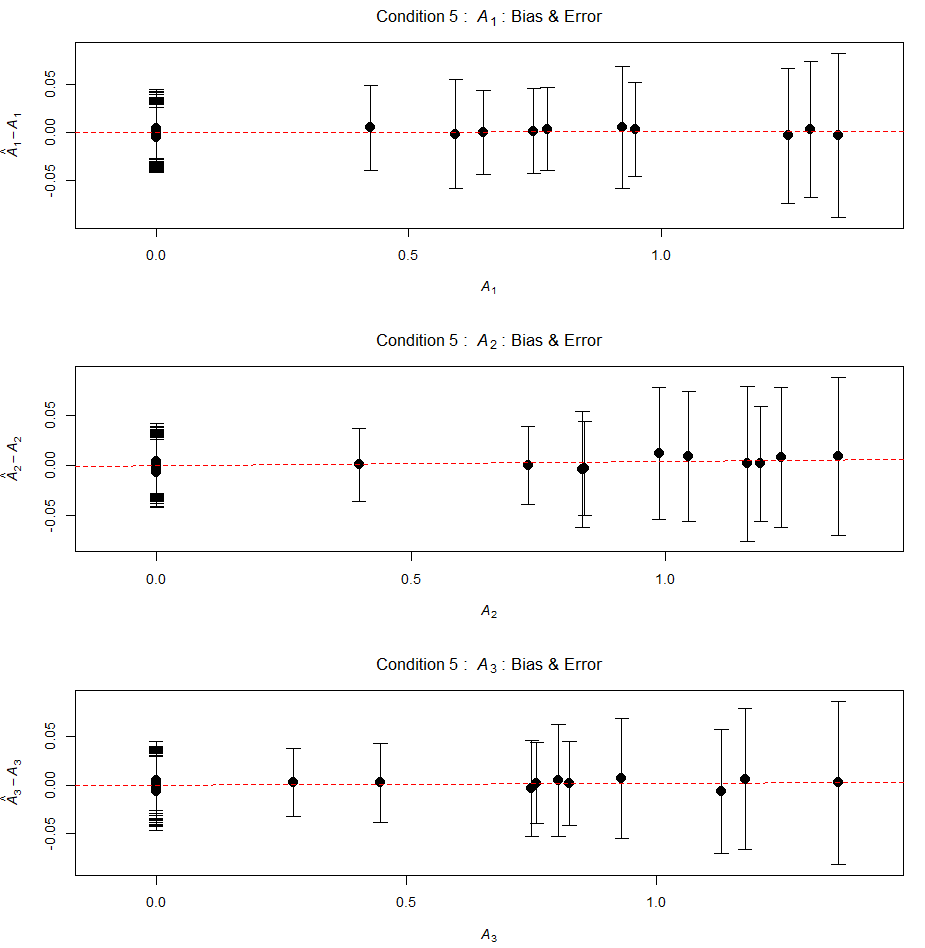 Condition 5 : A1 : Bias & Error
0.05
0.00
-0.05
Â1 − A1
0.0 0.5 1.0
A1
Condition 5 : A2 : Bias & Error
0.05
0.00
-0.05
Â2 − A2
0.0 0.5 1.0
A2
Condition 5 : A3 : Bias & Error
0.05
0.00
-0.05
Â3 − A3
0.0 0.5 1.0
A3